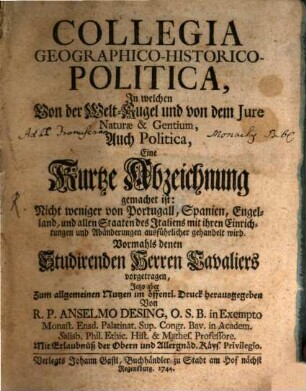 COLLEGIA
GEOGRAPHICO-HISTORICO-
POLITICA,
In welchen
Von der Welt-Kugel und von dem Jure
Naturæ & Gentium,
Auch Politica,
Eine
Kurtze Abzeichnung
gemachet ist:
Nicht weniger von Portugall, Spanien, Engel-
land, und allen Staaten des Italiens mit ihren Einrich-
tungen und Abänderungen ausführlicher gehandelt wird.
Vormahls denen
Studirenden Herren Cavaliers
vorgetragen,
Jetzo aber
Zum allgemeinen Nutzen im öffentl. Druck herausgegeben
Von
R. P. ANSELMO DESING, O. S. B. in Exempto
Monast. Ensd. Palatinat. Sup. Congr. Bav. in Academ.
Salisb. Phil. Ethic. Hist. & Mathes. Professore.
Mit Erlaubnüß der Obern und Allergnäd. Käys. Privilegio.
Verlegts Johann Gastl, Buchhändler zu Stadt am Hof nächst
Regenspurg. 1744.